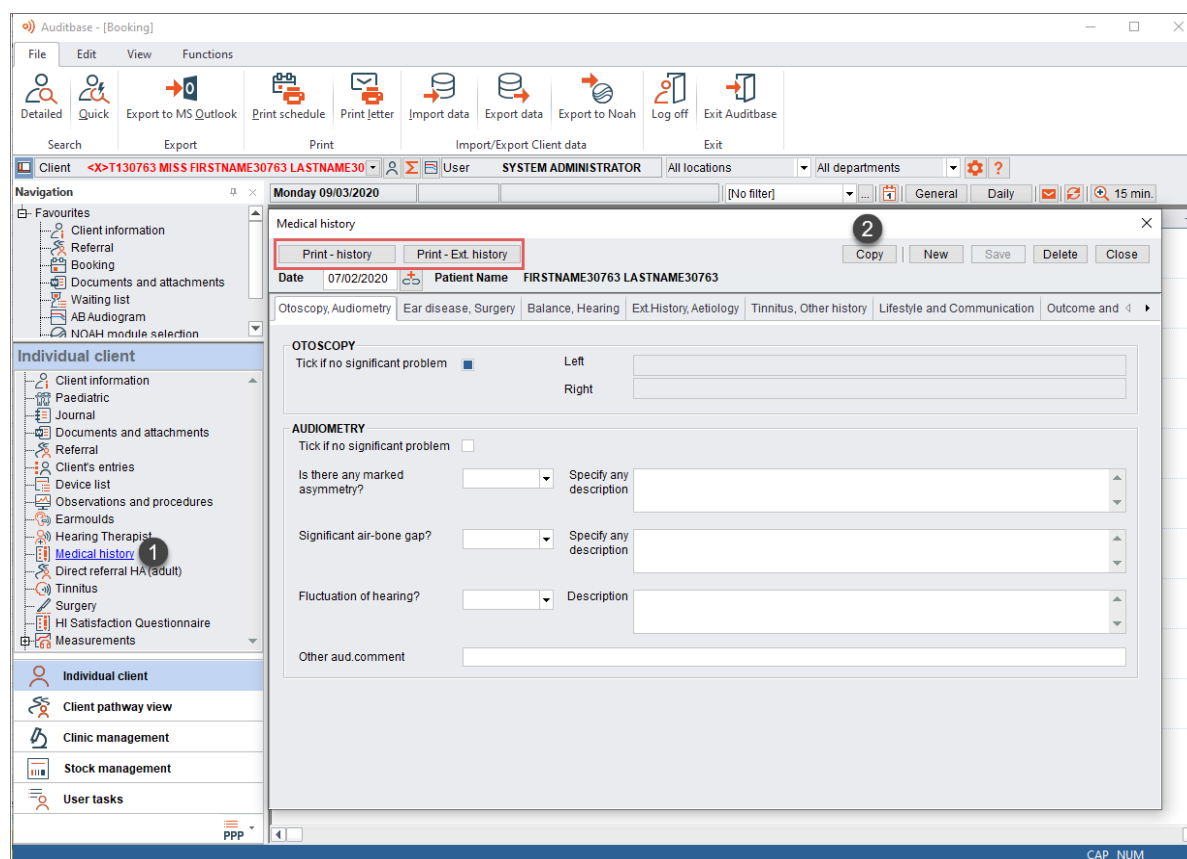 Auditbase - [Booking]
File Edit View Functions
Detailed Quick Export to MS Outlook Print schedule Print letter Import data Export data Export to Noah Log off Exit Auditbase
Search Export Print Import/Export Client data Exit
Client <X>T130763 MISS FIRSTNAME30763 LASTNAME30 User SYSTEM ADMINISTRATOR All locations All departments ?
Navigation
Monday 09/03/2020 [No filter] ... 1 General Daily 15 min.
Favourites
Client information
Referral
Booking
Documents and attachments
Waiting list
AB Audiogram
NOAH module selection
Individual client
Client information
Paediatric
Journal
Documents and attachments
Referral
Client's entries
Device list
Observations and procedures
Earmoulds
Hearing Therapist
Medical history 1
Direct referral HA (adult)
Tinnitus
Surgery
HI Satisfaction Questionnaire
Measurements
Individual client
Client pathway view
Clinic management
Stock management
User tasks
PPP
Medical history
2
Print - history Print - Ext. history Copy New Save Delete Close
Date 07/02/2020 Patient Name FIRSTNAME30763 LASTNAME30763
Otoscopy, Audiometry Ear disease, Surgery Balance, Hearing Ext.History, Aetiology Tinnitus, Other history Lifestyle and Communication Outcome and
OTOSCOPY
Tick if no significant problem Left
Right
AUDIOMETRY
Tick if no significant problem
Is there any marked Specify any
asymmetry? description
Significant air-bone gap? Specify any
description
Fluctuation of hearing? Description
Other aud.comment
CAP NUM